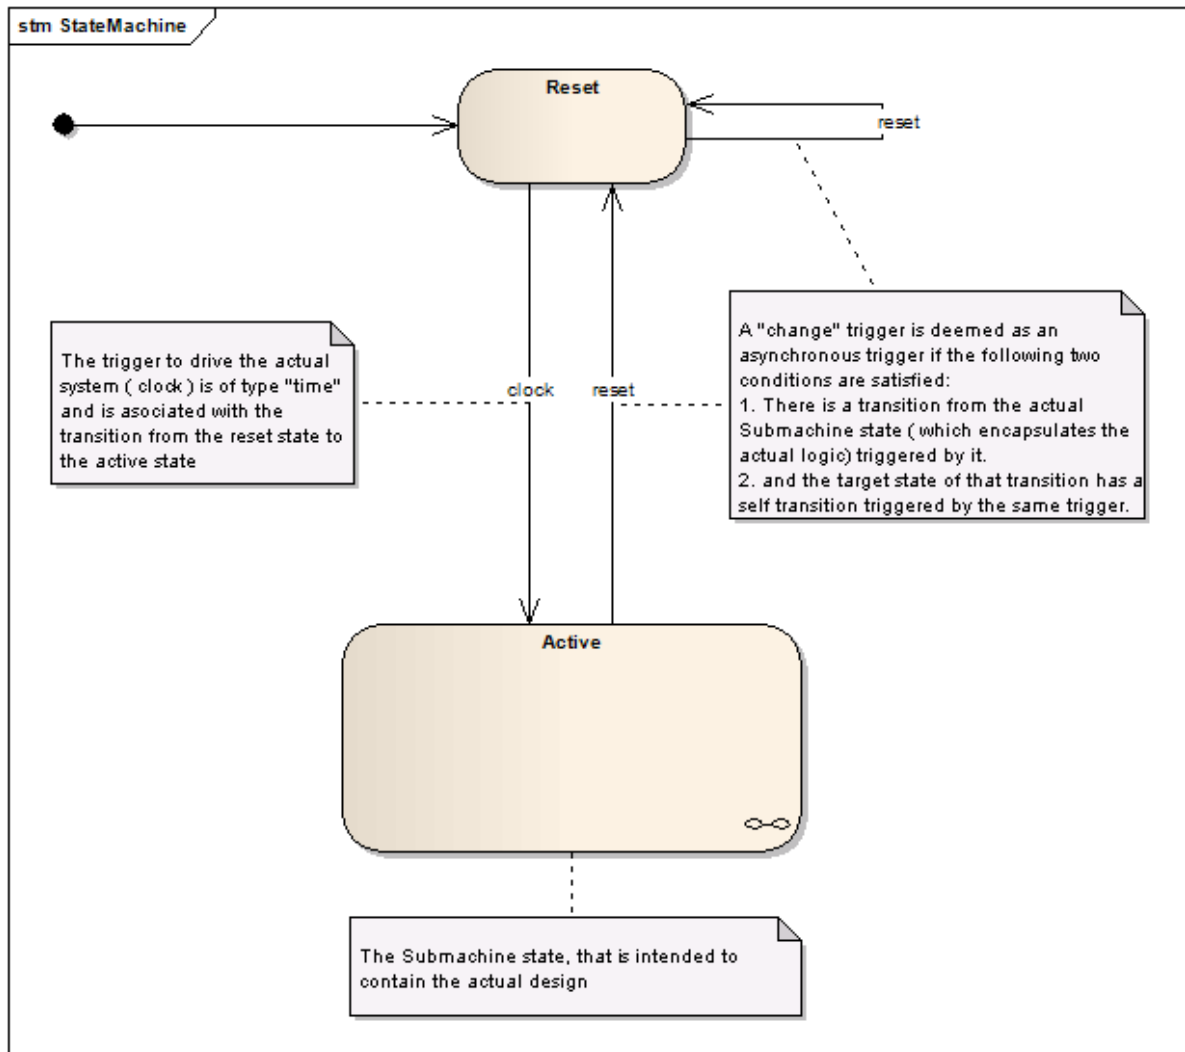 stm StateMachine
Reset
reset
The trigger to drive the actual
system ( clock ) is of type "time"
and is asociated with the
transition from the reset state to
the active state
clock
reset
A "change" trigger is deemed as an
asynchronous trigger if the following two
conditions are satisfied:
1. There is a transition from the actual
Submachine state ( which encapsulates the
actual logic) triggered by it.
2. and the target state of that transition has a
self transition triggered by the same trigger.
Active
The Submachine state, that is intended to
contain the actual design